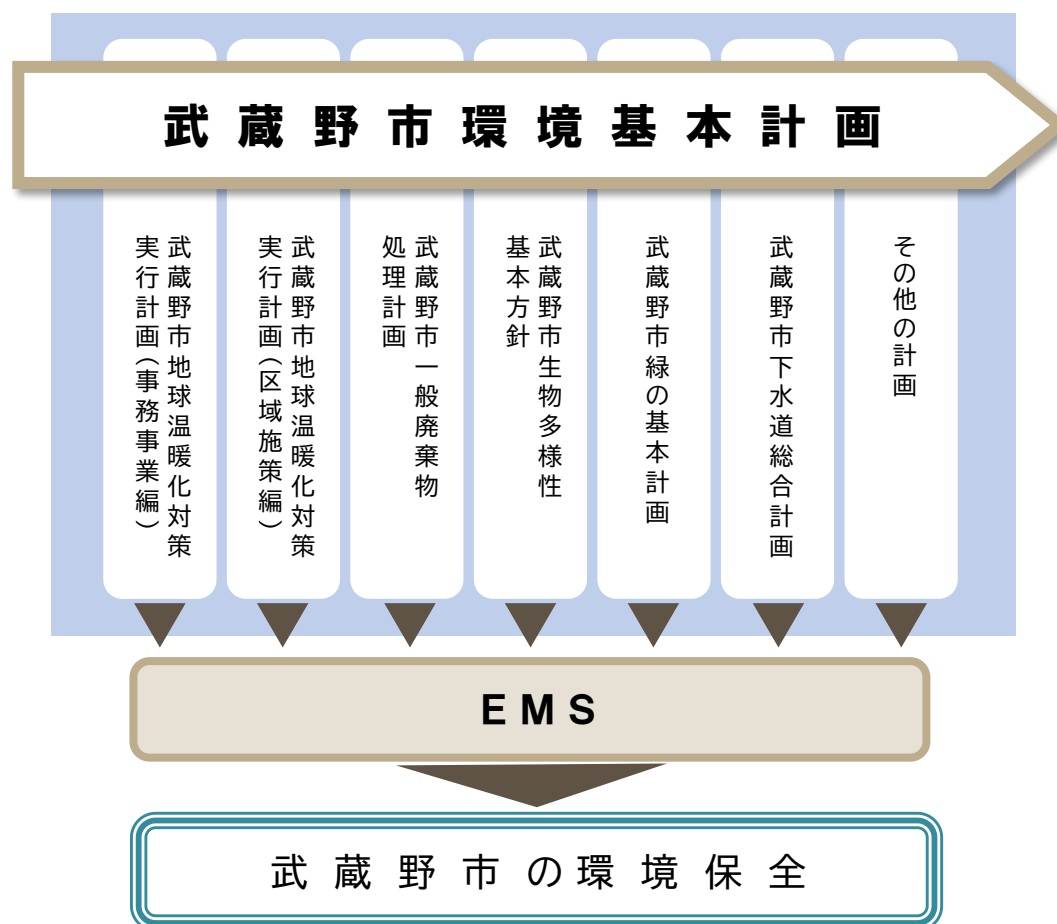 武蔵野市環境基本計画
武蔵野市地球温暖化対策
実行計画(事務事業編)
武蔵野市地球温暖化対策
実行計画(区域施策編)
武蔵野市一般廃棄物
処理計画
武蔵野市生物多様性
基本方針
武蔵野市緑の基本計画
武蔵野市下水道総合計画
その他の計画
EMS
武蔵野市の環境保全